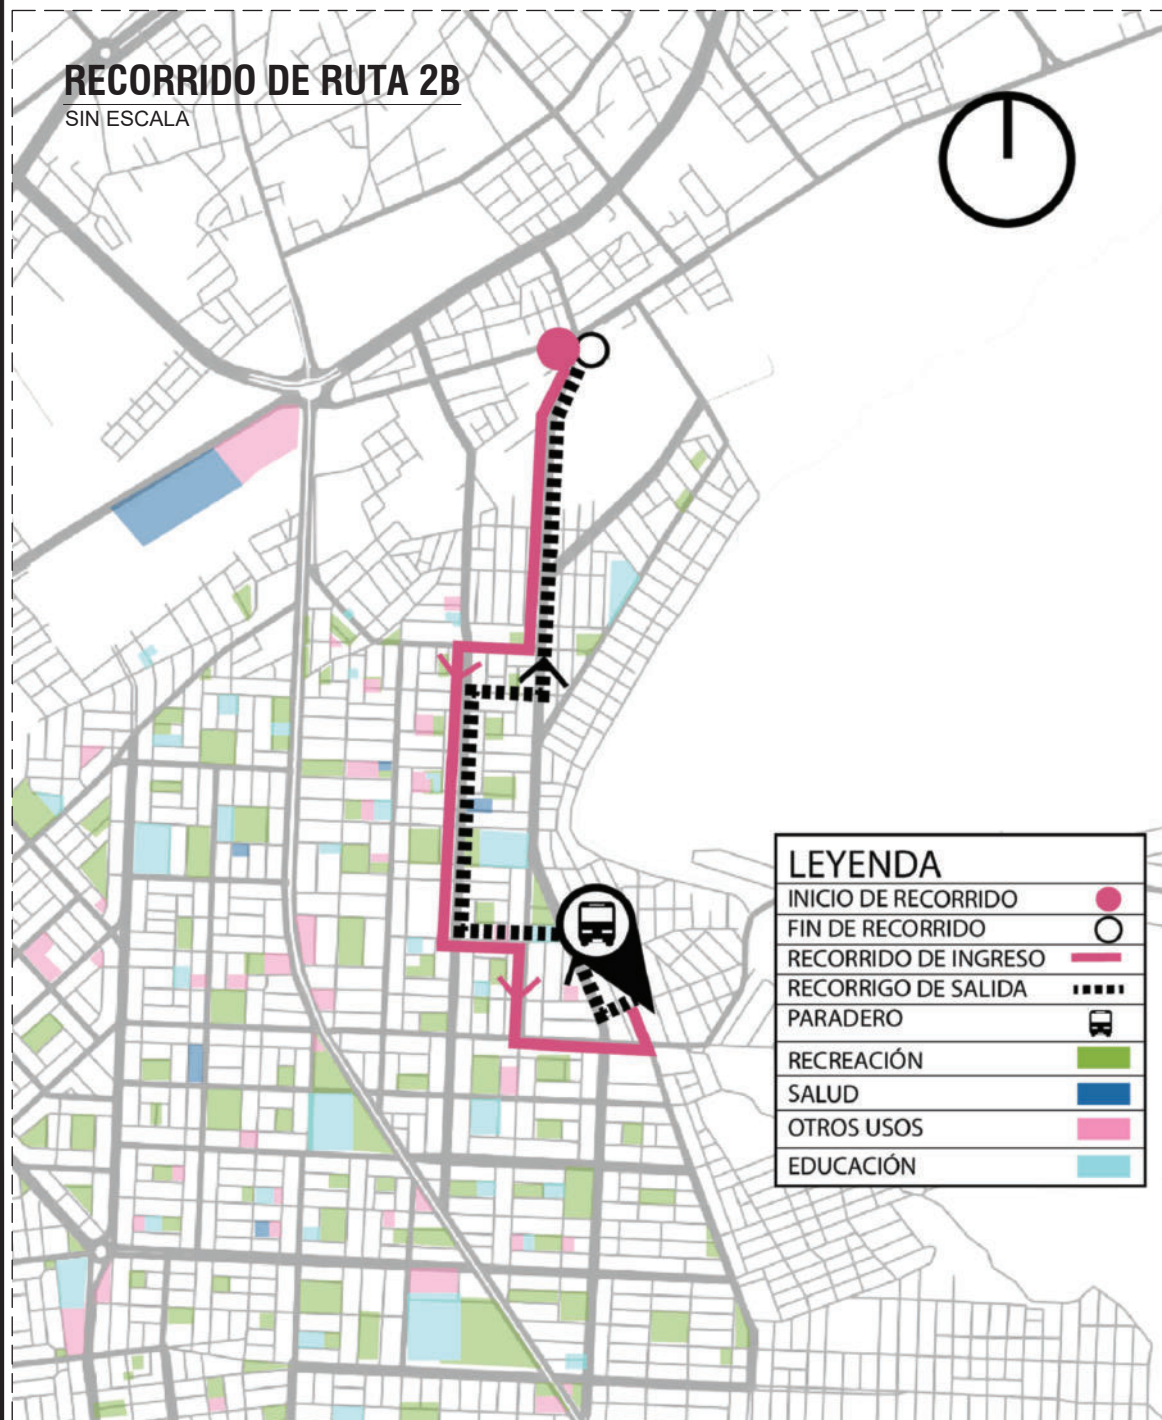 RECORRIDO DE RUTA 2B
SIN ESCALA
LEYENDA
INICIO DE RECORRIDO
FIN DE RECORRIDO
RECORRIDO DE INGRESO
RECORRIGO DE SALIDA
PARADERO
RECREACIÓN
SALUD
OTROS USOS
EDUCACIÓN